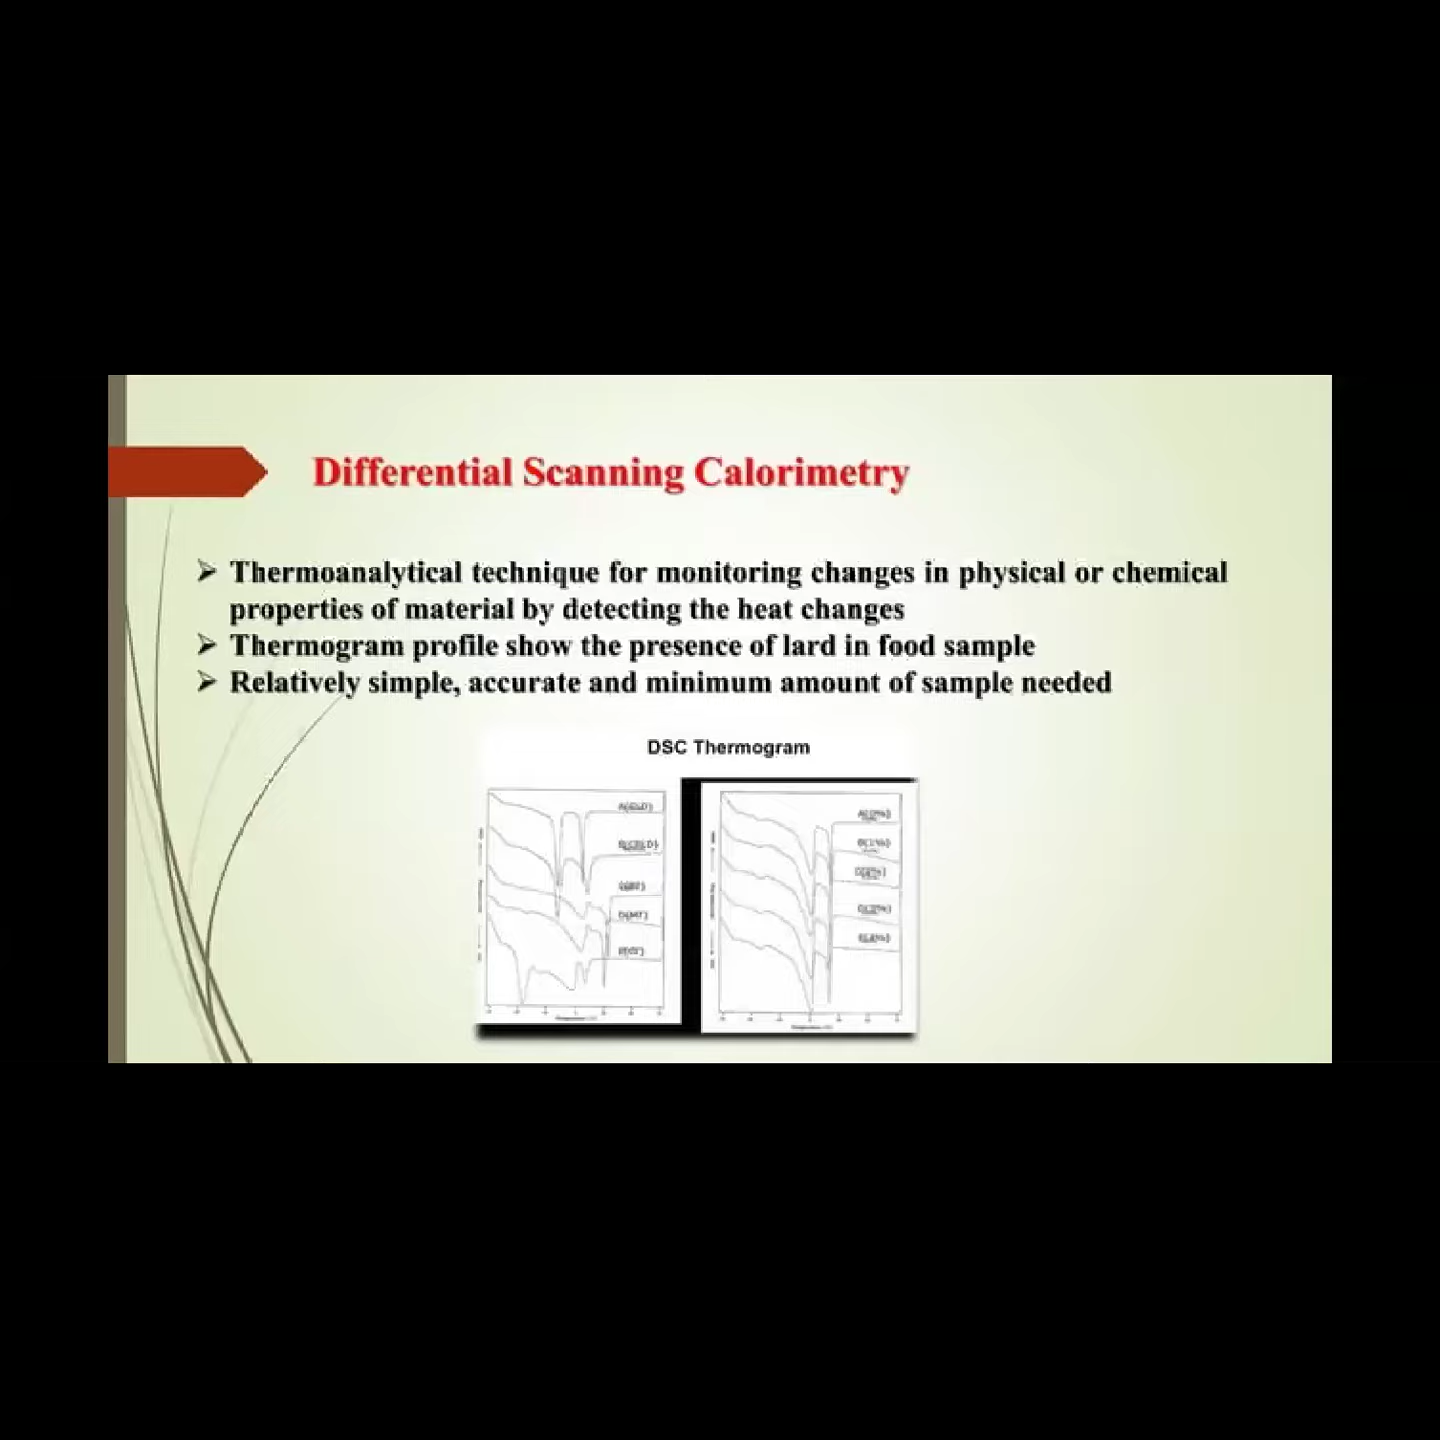 Differential Scanning Calorimetry
Thermoanalytical technique for monitoring changes in physical or chemical
properties of material by detecting the heat changes
Thermogram profile show the presence of lard in food sample
Relatively simple, accurate and minimum amount of sample needed
DSC Thermogram